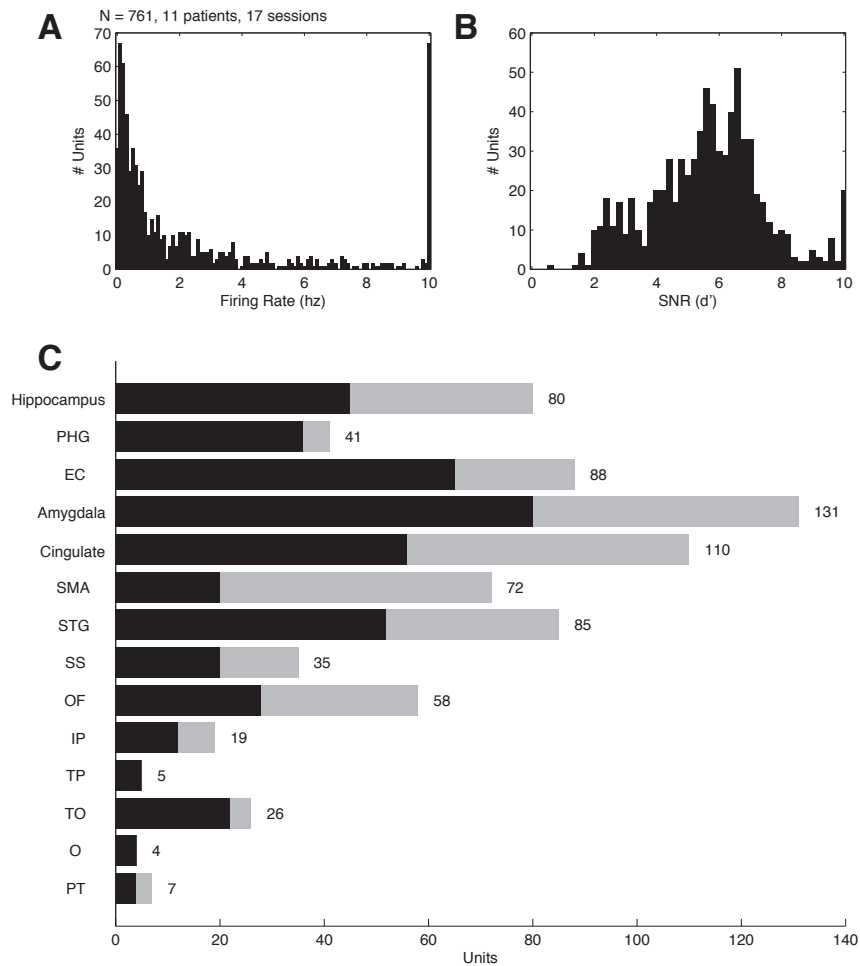 N = 761, 11 patients, 17 sessions
A
70
60
50
40
30
20
10
0
# Units
0 2 4 6 8 10
Firing Rate (hz)
B
60
50
40
30
20
10
0
# Units
0 2 4 6 8 10
SNR (d')
C
Hippocampus 80
PHG 41
EC 88
Amygdala 131
Cingulate 110
SMA 72
STG 85
SS 35
OF 58
IP 19
TP 5
TO 26
O 4
PT 7
0 20 40 60 80 100 120 140
Units